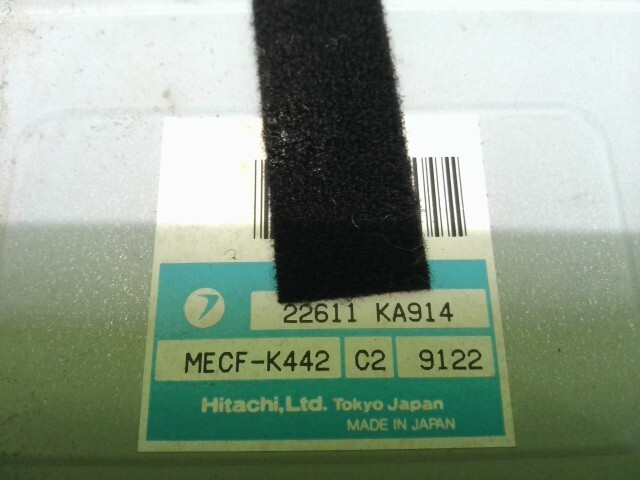 22611 KA914
MECF-K442 C2 9122
Hitachi, Ltd. Tokyo Japan
MADE IN JAPAN